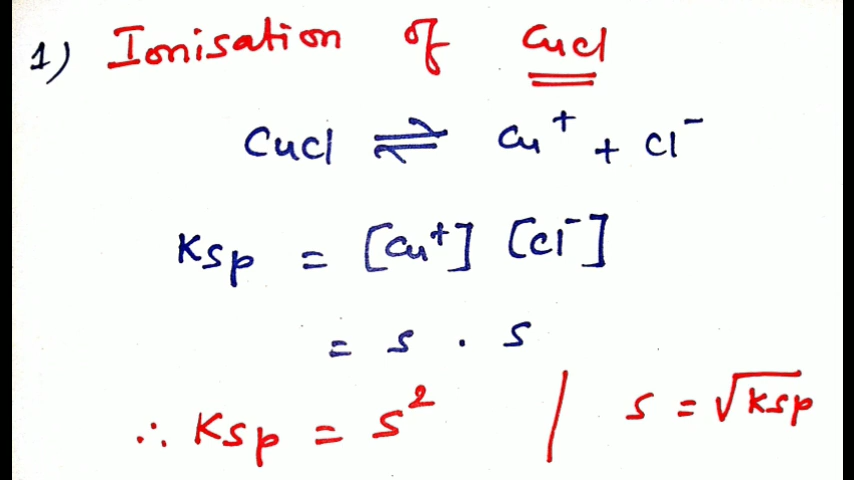 1) Ionisation of CuCl
CuCl ⇌ Cu⁺ + Cl⁻
Ksp = [Cu⁺] [Cl⁻]
= s . s
∴ Ksp = s² / s = √Ksp